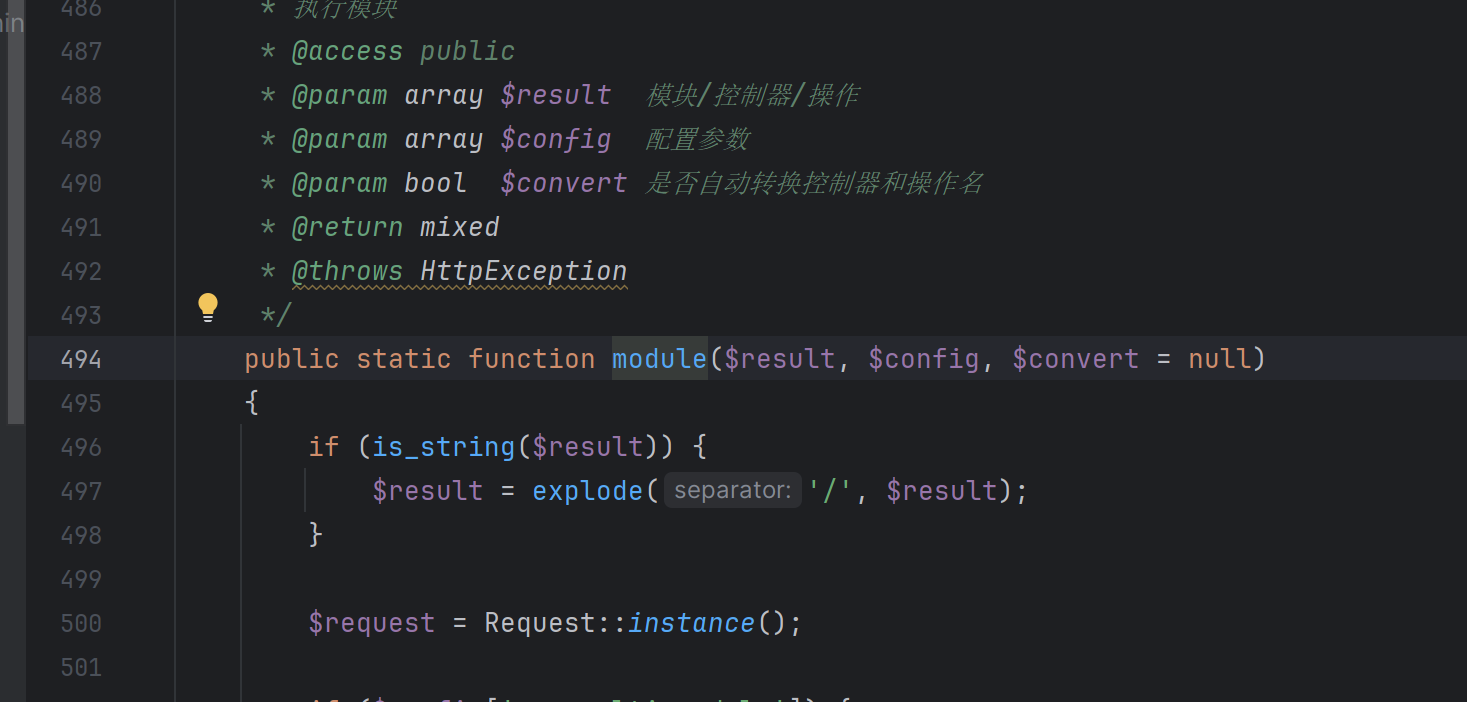 486 * 执行模块
487 * @access public
488 * @param array $result 模块/控制器/操作
489 * @param array $config 配置参数
490 * @param bool $convert 是否自动转换控制器和操作名
491 * @return mixed
492 * @throws HttpException
493 */
494 public static function module($result, $config, $convert = null)
495 {
496 if (is_string($result)) {
497 $result = explode( separator: '/', $result);
498 }
499
500 $request = Request::instance();
501